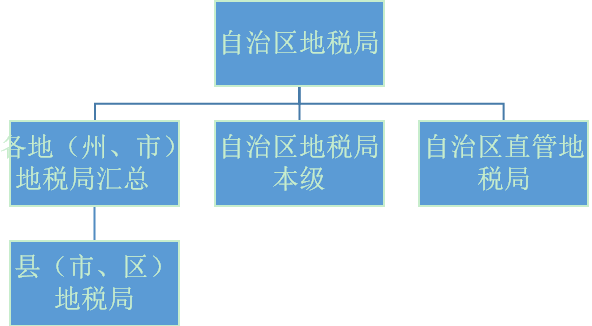 自治区地税局
各地（州、市）
地税局汇总
自治区地税局
本级
自治区直管地
税局
县（市、区）
地税局